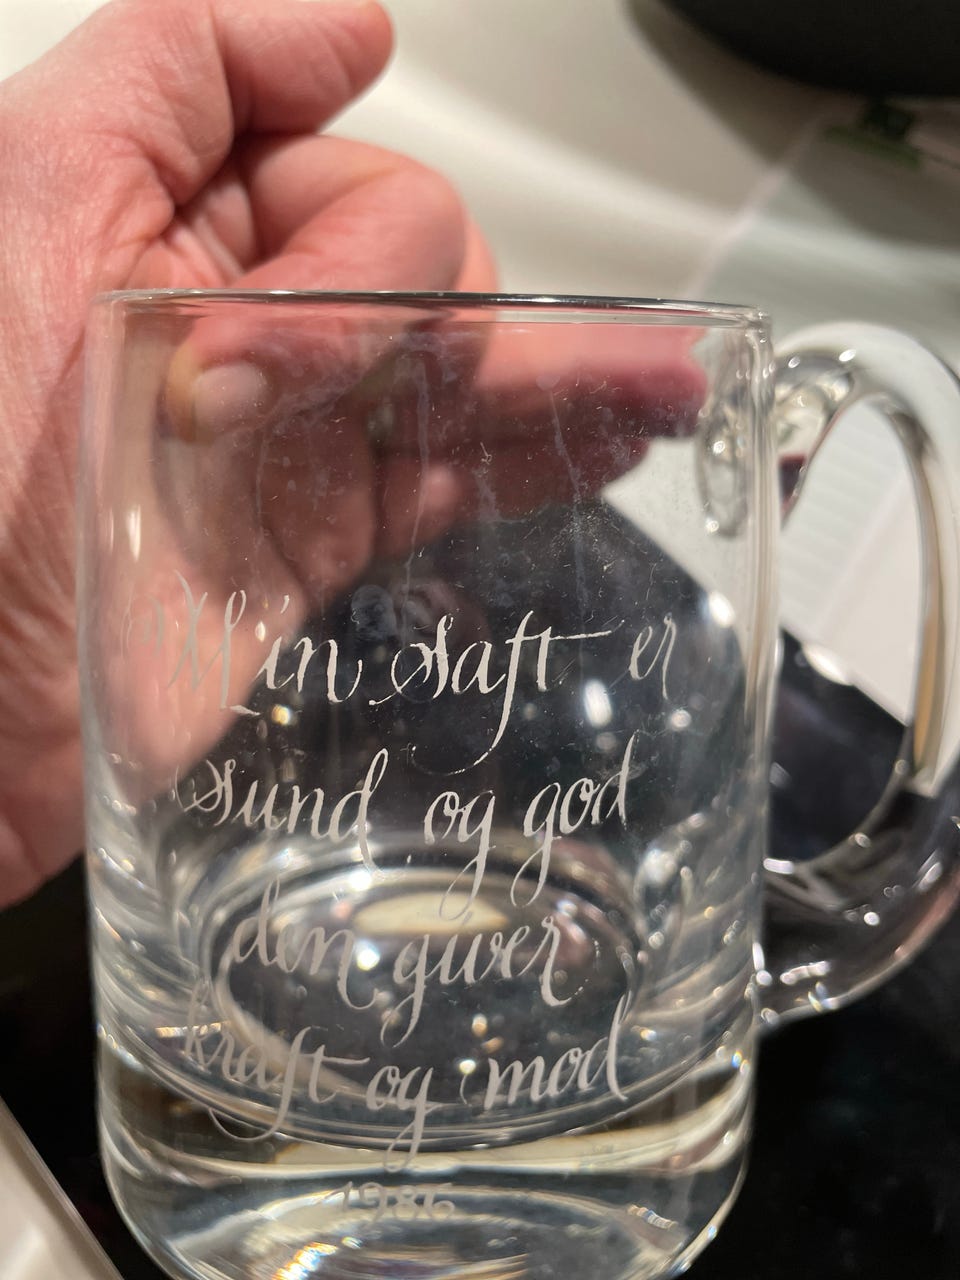 Min saft er
sund og god
den giver
kraft og mod
1986